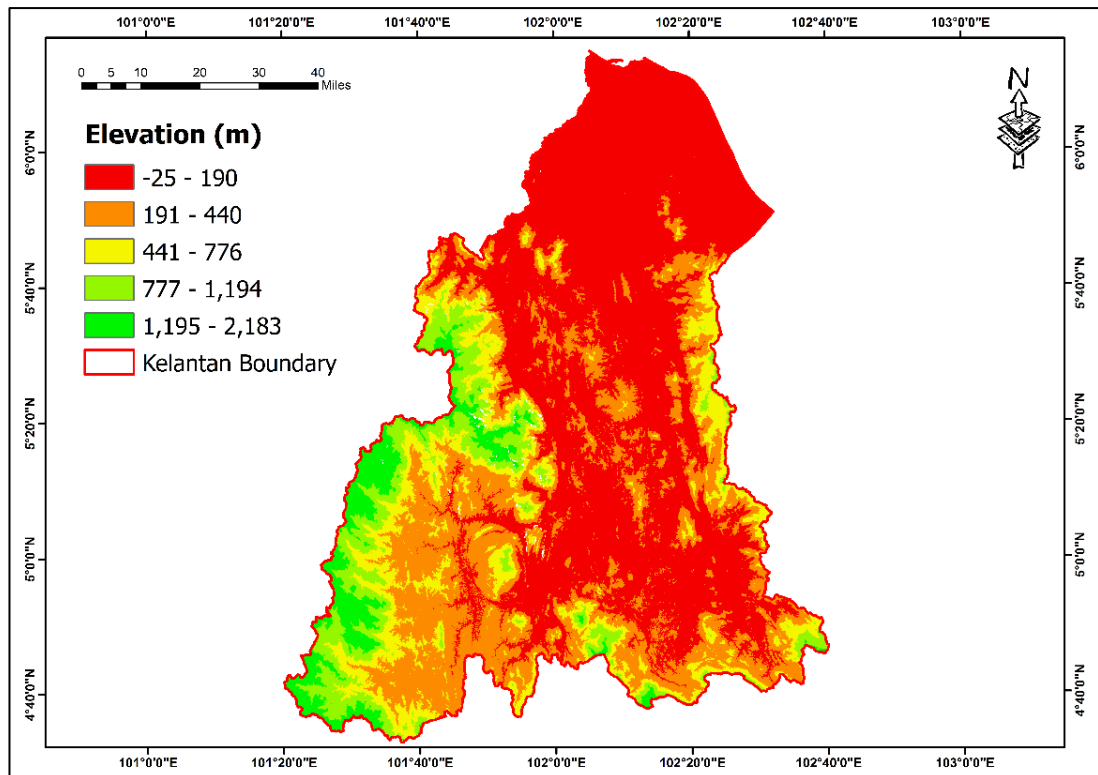 101°0'0"E 101°20'0"E 101°40'0"E 102°0'0"E 102°20'0"E 102°40'0"E 103°0'0"E
0 5 10 20 30 40
Miles
N
Elevation (m)
-25 - 190
191 - 440
441 - 776
777 - 1,194
1,195 - 2,183
Kelantan Boundary
6°0'0"N
5°40'0"N
5°20'0"N
5°0'0"N
4°40'0"N
6°0'0"N
5°40'0"N
5°20'0"N
5°0'0"N
4°40'0"N
101°0'0"E 101°20'0"E 101°40'0"E 102°0'0"E 102°20'0"E 102°40'0"E 103°0'0"E